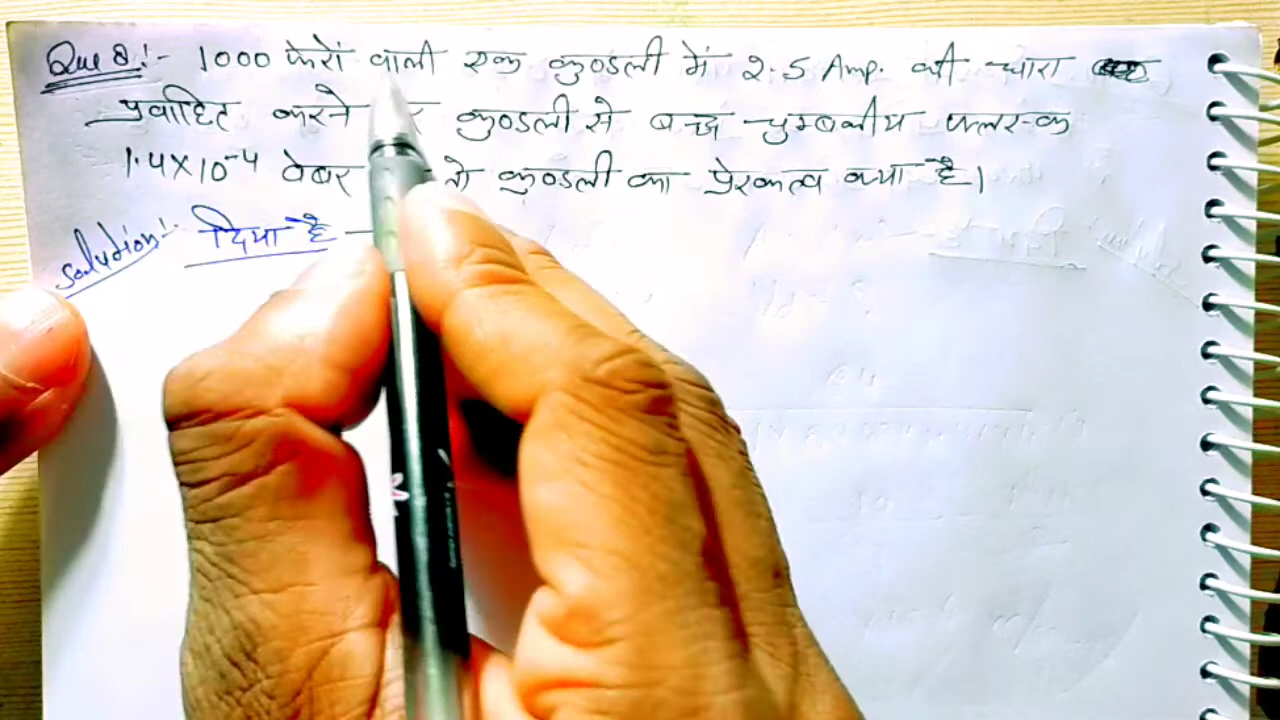 Que 8:- 1000 फेरों वाली एक कुण्डली में 2.5 Amp. की धारा
प्रवाहित करने कुण्डली से बद्ध चुम्बकीय फ्लक्स
1.4×10⁻⁴ वेबर तो कुण्डली का प्रेरकत्व क्या है।
Solution:- दिया है -